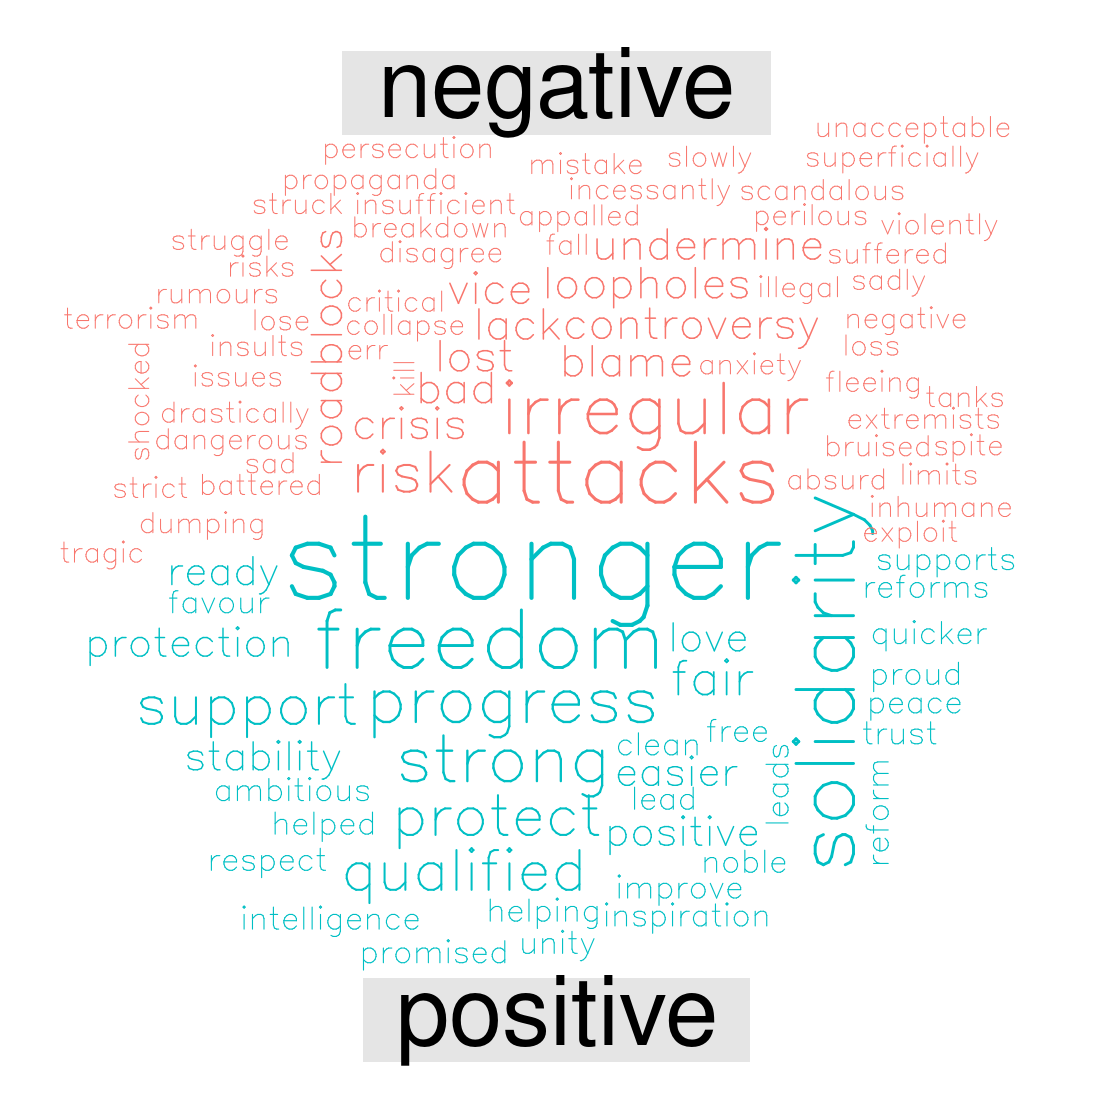 negative
unacceptable
persecution
mistake
slowly
superficially
propaganda
incessantly
scandalous
struck
insufficient
appalled
perilous
violently
breakdown
struggle
disagree
fall
undermine
suffered
risks
roadblocks
vice
loopholes
illegal
sadly
rumours
critical
terrorism
lose
collapse
lack
controversy
negative
insults
err
lost
blame
anxiety
loss
shocked
issues
kill
bad
irregular
fleeing
tanks
drastically
crisis
extremists
dangerous
bruised
spite
sad
risk
attacks
absurd
limits
strict
battered
inhumane
dumping
exploit
tragic
stronger
solidarity
supports
ready
reforms
favour
protection
freedom
love
quicker
fair
proud
support
progress
peace
free
trust
stability
strong
clean
easier
leads
ambitious
lead
reform
helped
protect
positive
respect
qualified
noble
improve
intelligence
helping
inspiration
promised
unity
positive